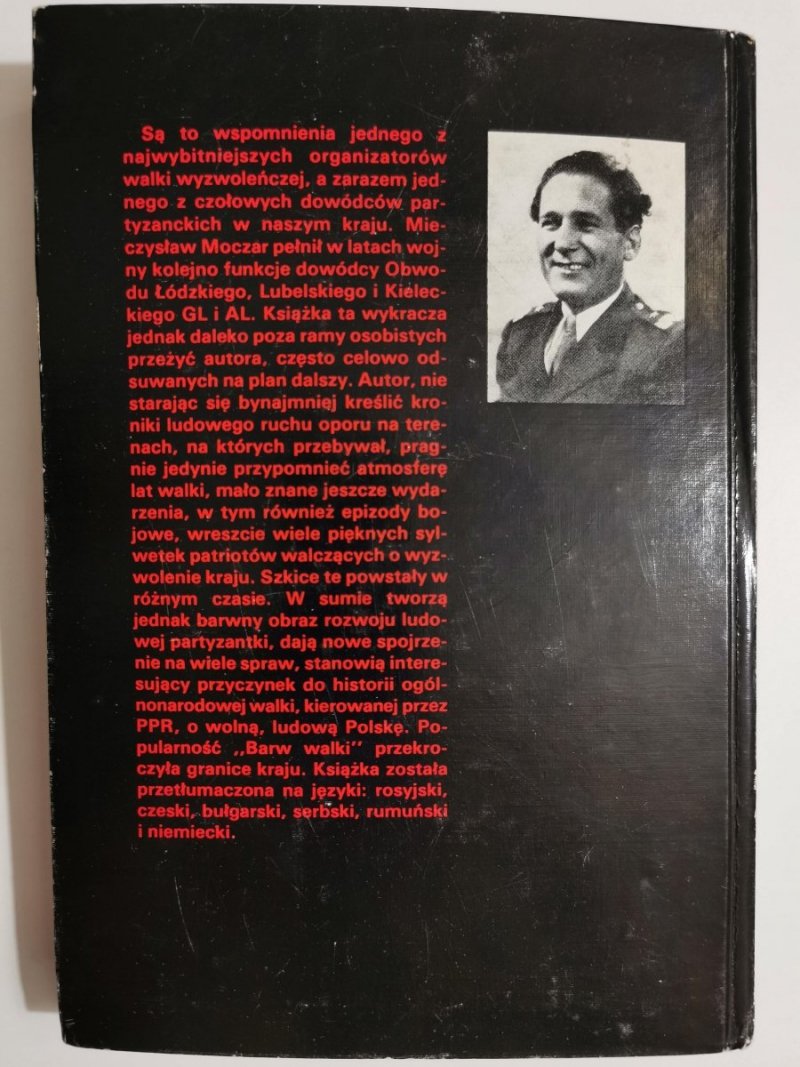 Są to wspomnienia jednego z
najwybitniejszych organizatorów
walki wyzwoleńczej, a zarazem jed-
nego z czołowych dowódców par-
tyzanckich w naszym kraju. Mie-
czysław Moczar pełnił w latach woj-
ny kolejno funkcje dowódcy Obwo-
du Łódzkiego, Lubelskiego i Kielec-
kiego GL i AL. Książka ta wykracza
jednak daleko poza ramy osobistych
przeżyć autora, często celowo od-
suwanych na plan dalszy. Autor, nie
starając się bynajmniej kreślić kro-
niki ludowego ruchu oporu na tere-
nach, na których przebywał, prag-
nie jedynie przypomnieć atmosferę
lat walki, mało znane jeszcze wyda-
rzenia, w tym również epizody bo-
jowe, wreszcie wiele pięknych syl-
wetek patriotów walczących o wyz-
wolenie kraju. Szkice te powstały w
różnym czasie. W sumie tworzą
jednak barwny obraz rozwoju ludo-
wej partyzantki, dają nowe spojrze-
nie na wiele spraw, stanowią intere-
sujący przyczynek do historii ogól-
nonarodowej walki, kierowanej przez
PPR, o wolną, ludową Polskę. Po-
pularność „Barw walki" przekro-
czyła granice kraju. Książka została
przetłumaczona na języki: rosyjski,
czeski, bułgarski, serbski, rumuński
i niemiecki.